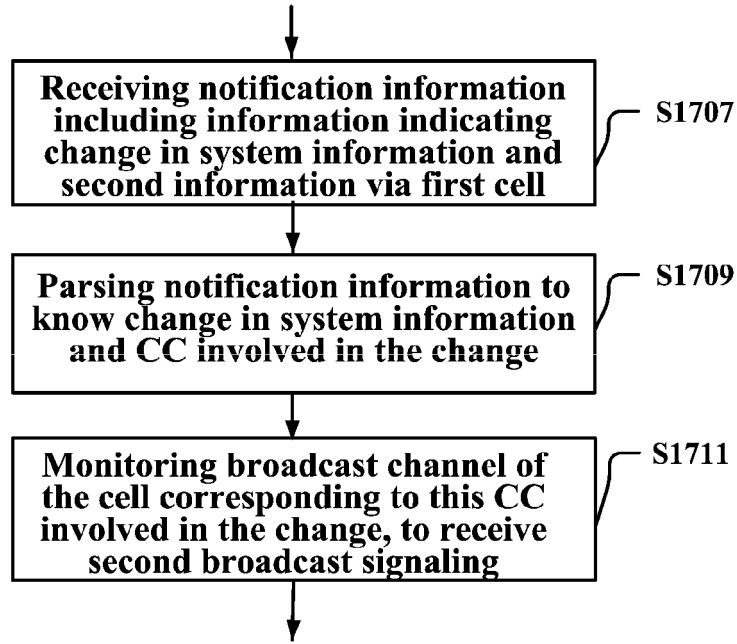 Receiving notification information
including information indicating
change in system information and
second information via first cell
S1707
Parsing notification information to
know change in system information
and CC involved in the change
S1709
Monitoring broadcast channel of
the cell corresponding to this CC
involved in the change, to receive
second broadcast signaling
S1711